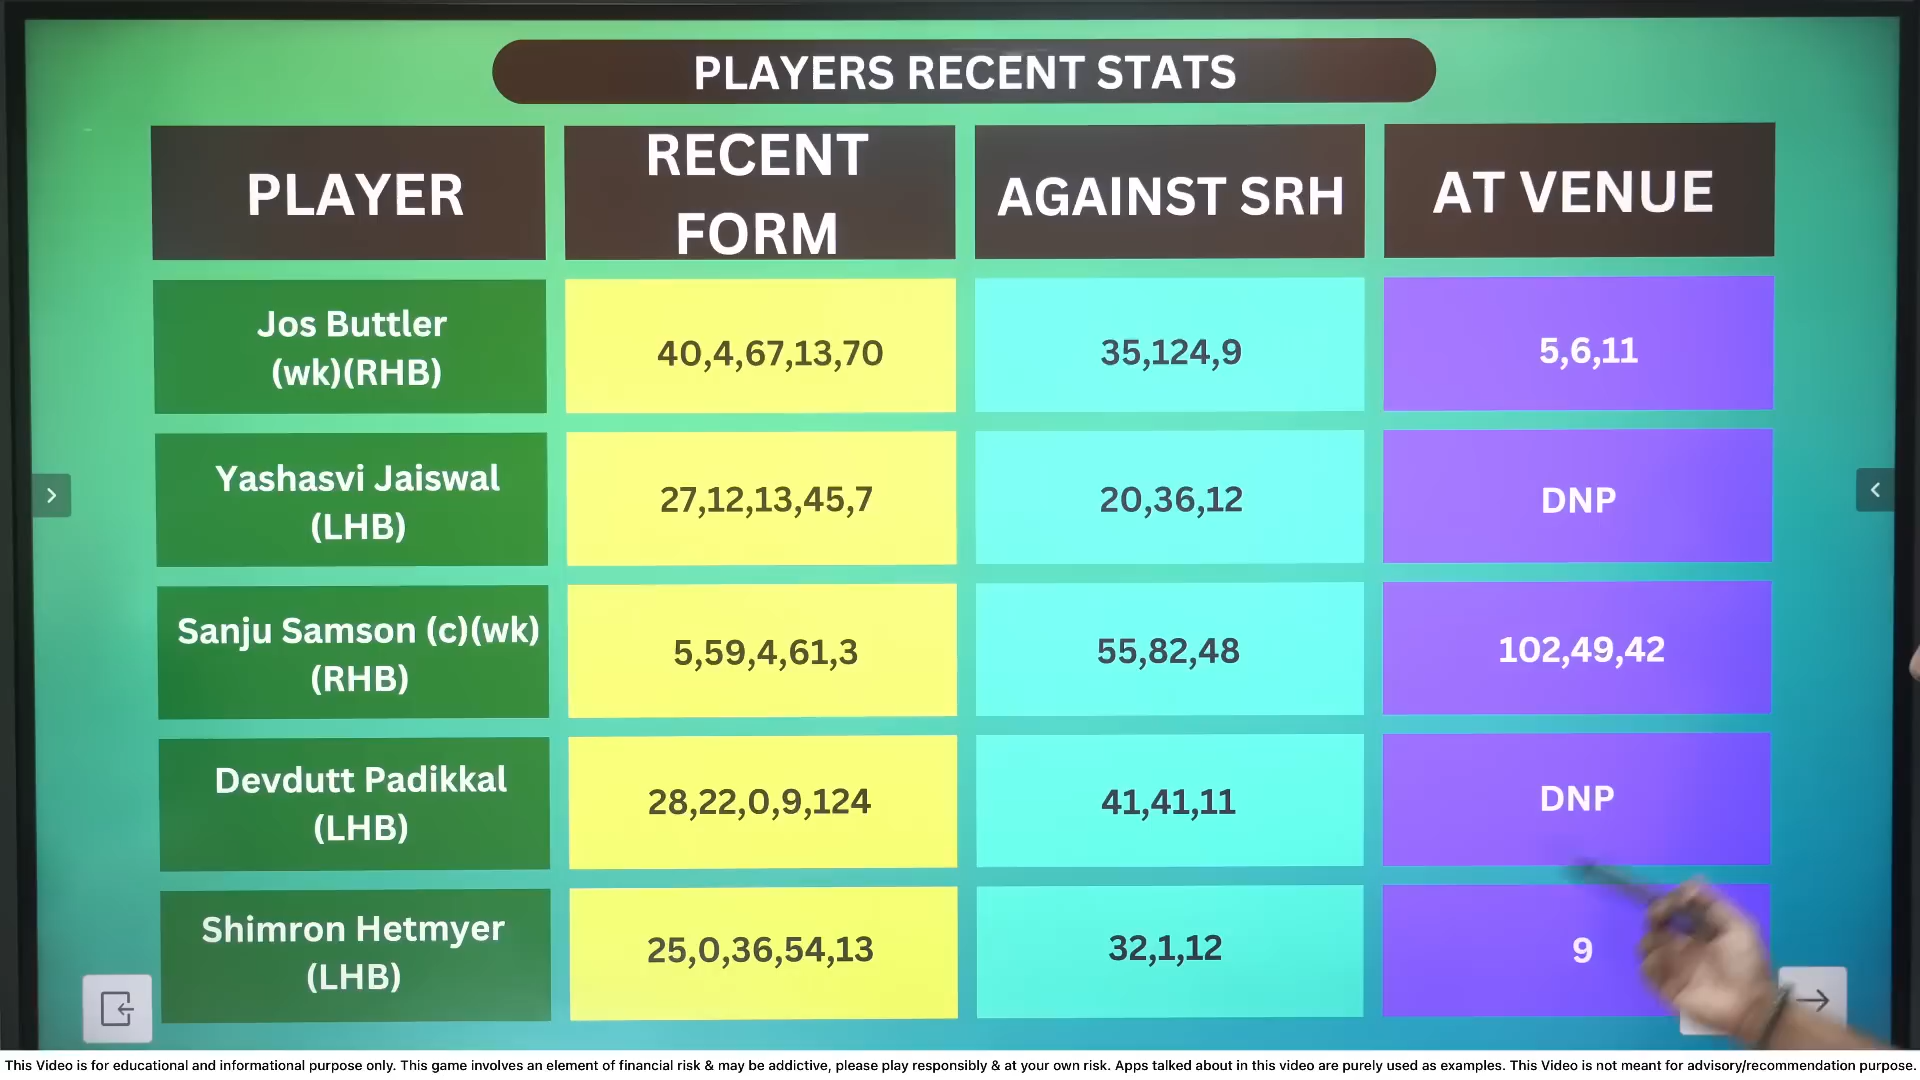 PLAYERS RECENT STATS
PLAYER
RECENT
FORM
AGAINST SRH
AT VENUE
Jos Buttler
(wk)(RHB)
40,4,67,13,70
35,124,9
5,6,11
Yashasvi Jaiswal
(LHB)
27,12,13,45,7
20,36,12
DNP
Sanju Samson (c)(wk)
(RHB)
5,59,4,61,3
55,82,48
102,49,42
Devdutt Padikkal
(LHB)
28,22,0,9,124
41,41,11
DNP
Shimron Hetmyer
(LHB)
25,0,36,54,13
32,1,12
9
This Video is for educational and informational purpose only. This game involves an element of financial risk & may be addictive, please play responsibly & at your own risk. Apps talked about in this video are purely used as examples. This Video is not meant for advisory/recommendation purpose.